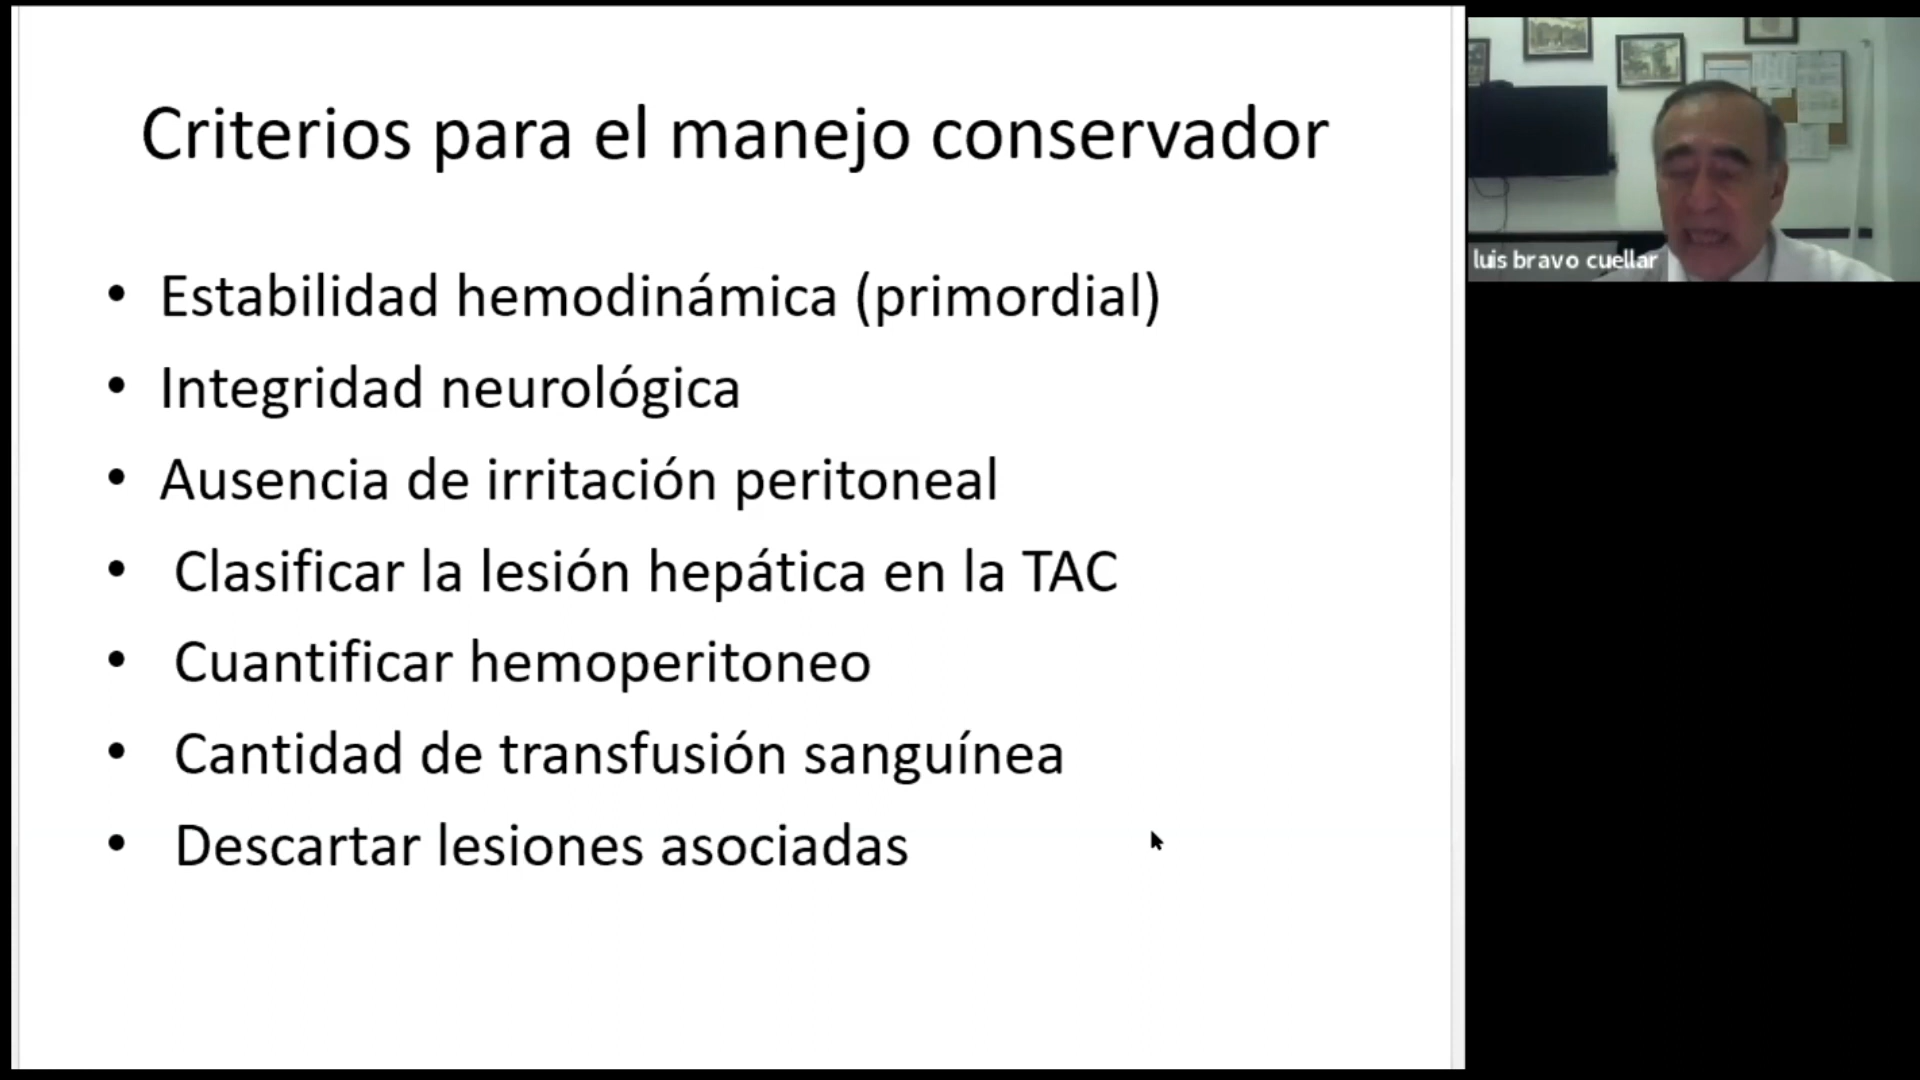 Criterios para el manejo conservador
• Estabilidad hemodinámica (primordial)
• Integridad neurológica
• Ausencia de irritación peritoneal
• Clasificar la lesión hepática en la TAC
• Cuantificar hemoperitoneo
• Cantidad de transfusión sanguínea
• Descartar lesiones asociadas
luis bravo cuellar